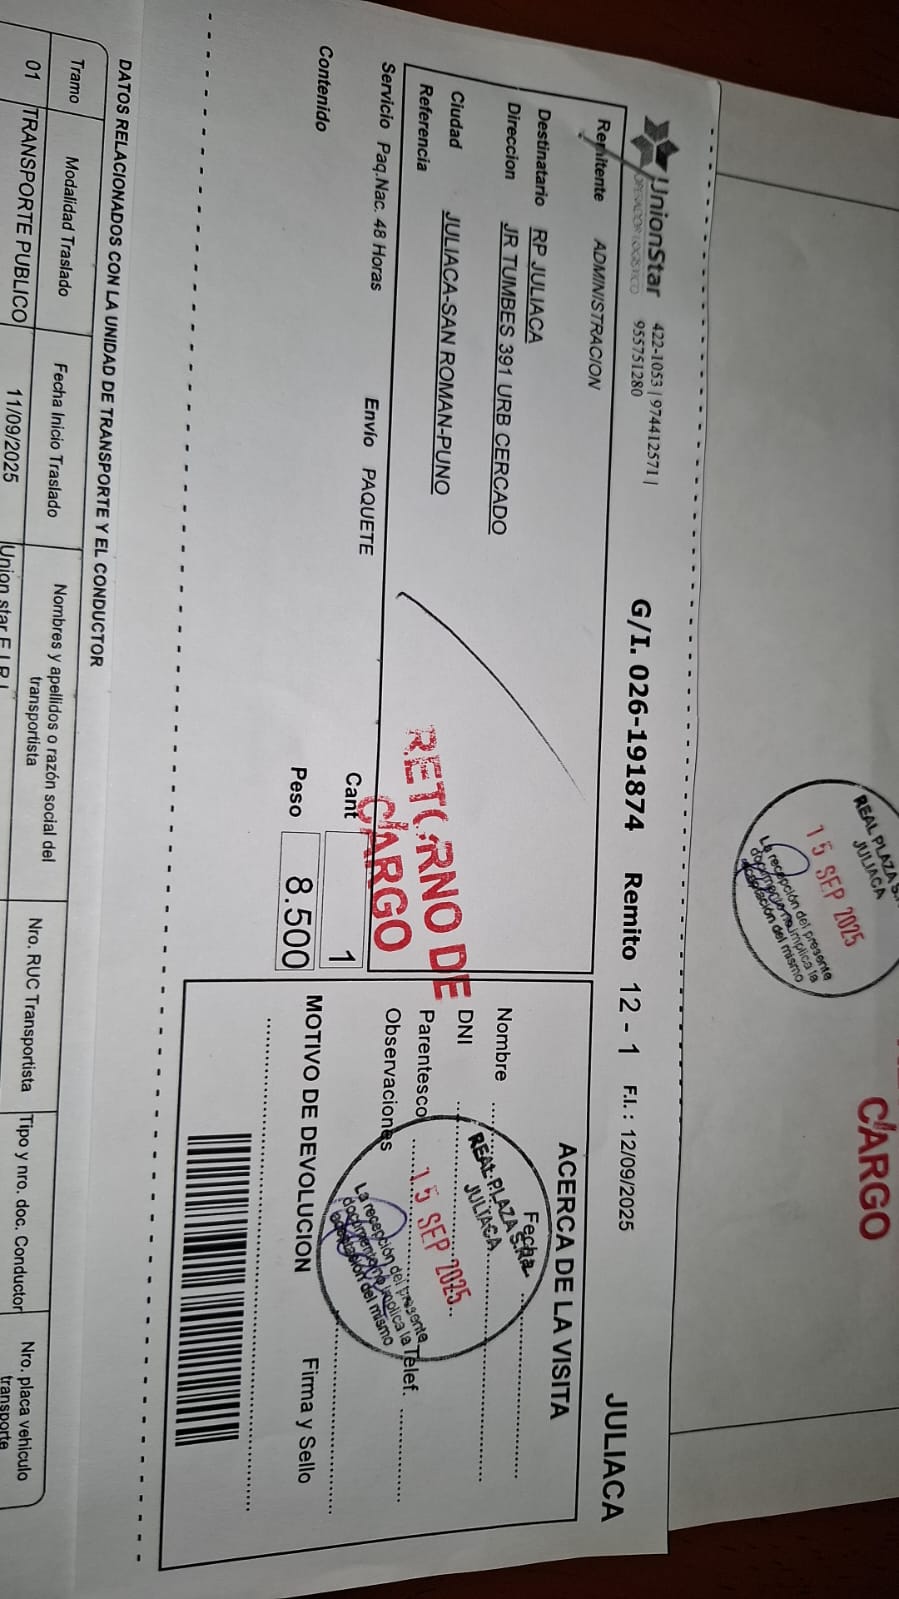 UnionStar
OPERADOR LOGISTICO
422-1053 | 974412571 |
955751280
G/I. 026-191874 Remito 12 - 1 F.I.: 12/09/2025
JULIACA
Remitente ADMINISTRACION
Destinatario RP JULIACA
Direccion JR TUMBES 391 URB CERCADO
Ciudad JULIACA-SAN ROMAN-PUNO
Referencia
Servicio Paq.Nac. 48 Horas Envío PAQUETE
Cant 1
Contenido
Peso 8.500
RETORNO DE
CARGO
ACERCA DE LA VISITA
Fecha
Nombre
DNI
Parentesco
Telef.
Observaciones
MOTIVO DE DEVOLUCION
Firma y Sello
REAL PLAZA S.R.L
JULIACA
15 SEP 2025
La recepción del presente
documento no implica la
aceptación del mismo
REAL PLAZA S.
JULIACA
15 SEP 2025
La recepción del presente
documento no implica la
aceptación del mismo
CARGO
DATOS RELACIONADOS CON LA UNIDAD DE TRANSPORTE Y EL CONDUCTOR
Tramo
Modalidad Traslado
Fecha Inicio Traslado
Nombres y apellidos o razón social del
transportista
Nro. RUC Transportista
Tipo y nro. doc. Conductor
Nro. placa vehiculo
transporte
01
TRANSPORTE PUBLICO
11/09/2025
Union star E.I.R.L